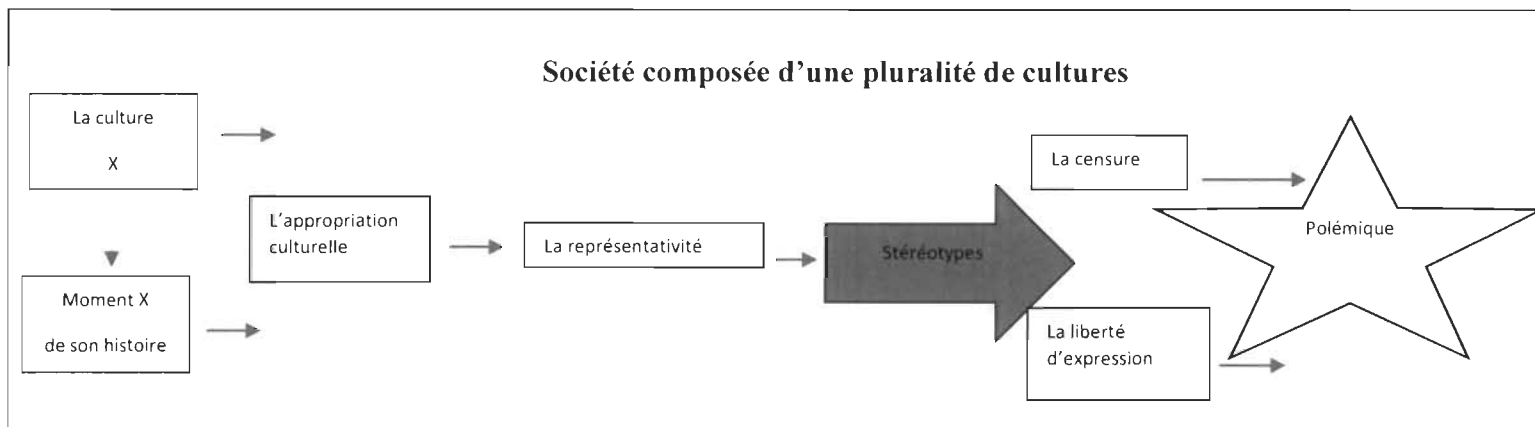 Société composée d'une pluralité de cultures
La culture
X
Moment X
de son histoire
L'appropriation
culturelle
La représentativité
Stéréotypes
La censure
La liberté
d'expression
Polémique